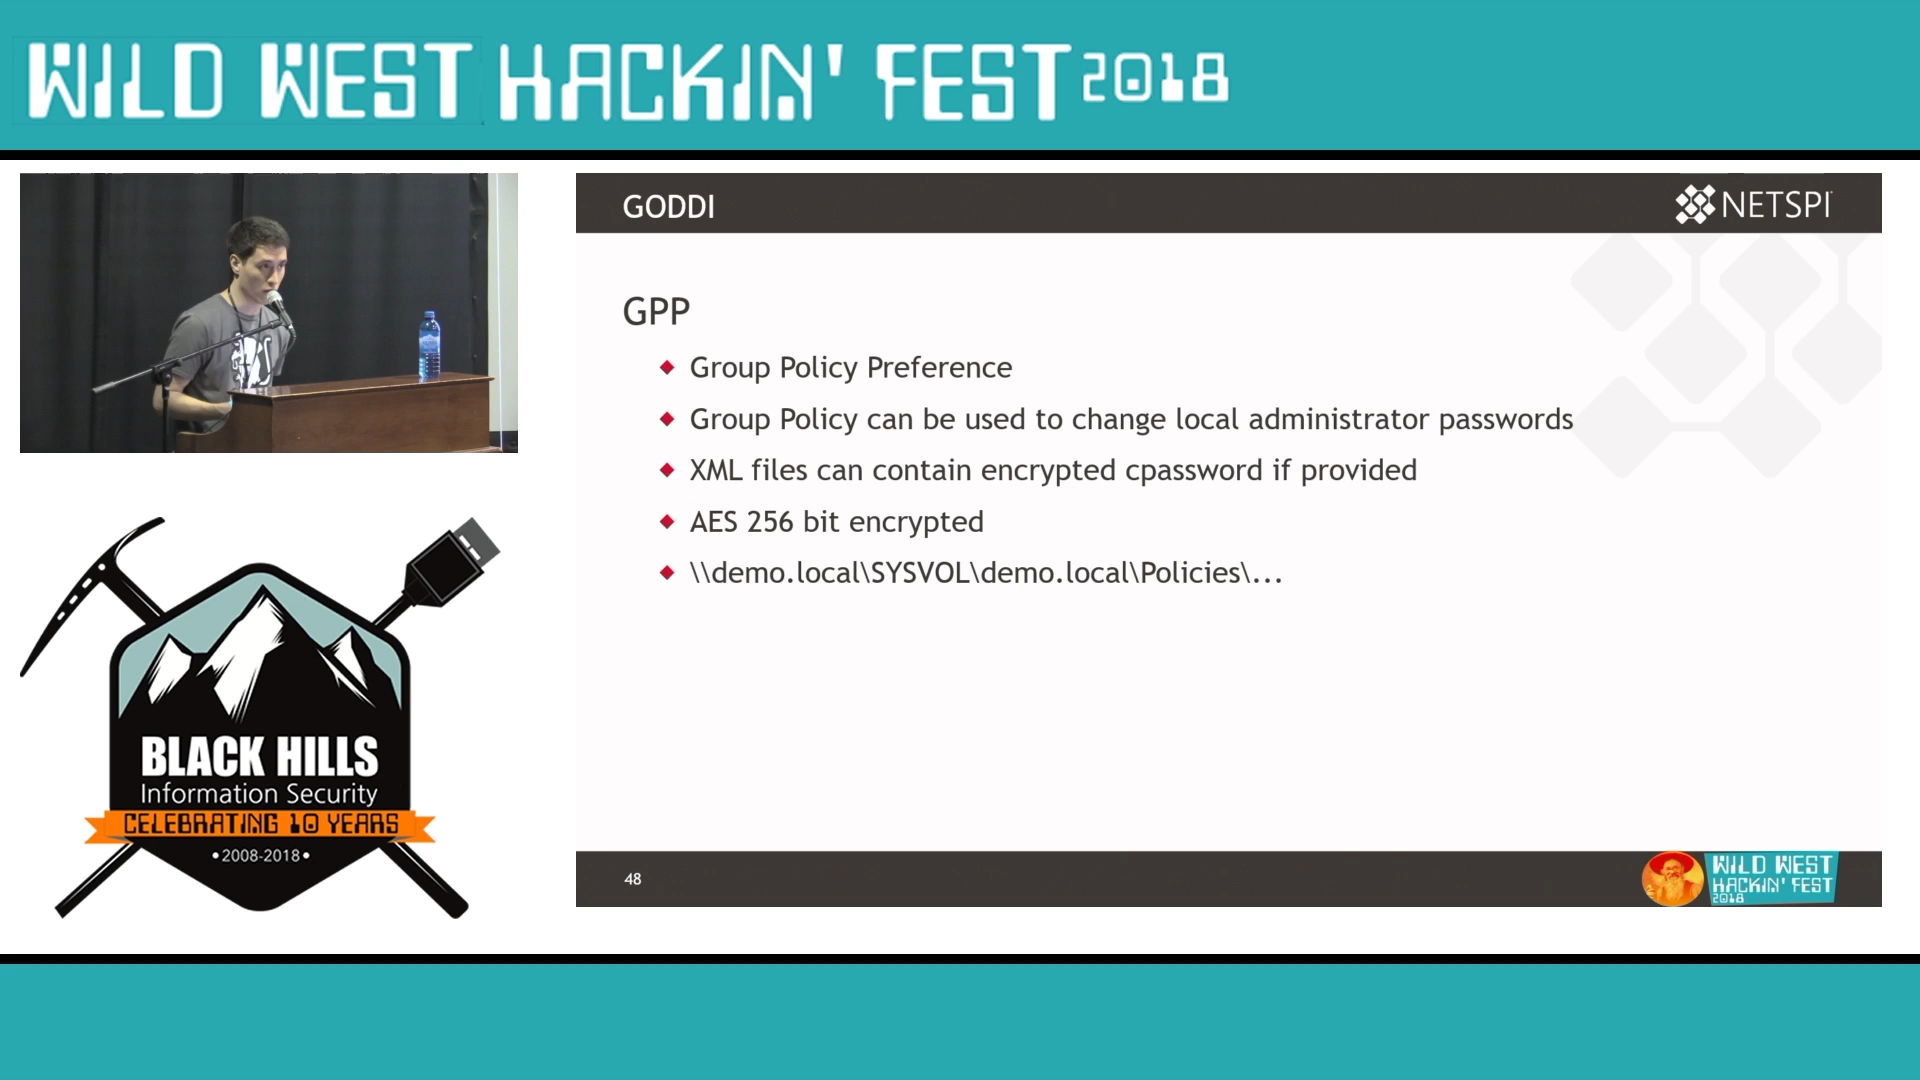 WILD WEST HACKIN' FEST 2018
GODDI
NETSPI
GPP
Group Policy Preference
Group Policy can be used to change local administrator passwords
XML files can contain encrypted cpassword if provided
AES 256 bit encrypted
\\demo.local\SYSVOL\demo.local\Policies\...
48
WILD WEST
HACKIN' FEST
2018
BLACK HILLS
Information Security
CELEBRATING 10 YEARS
•2008-2018•